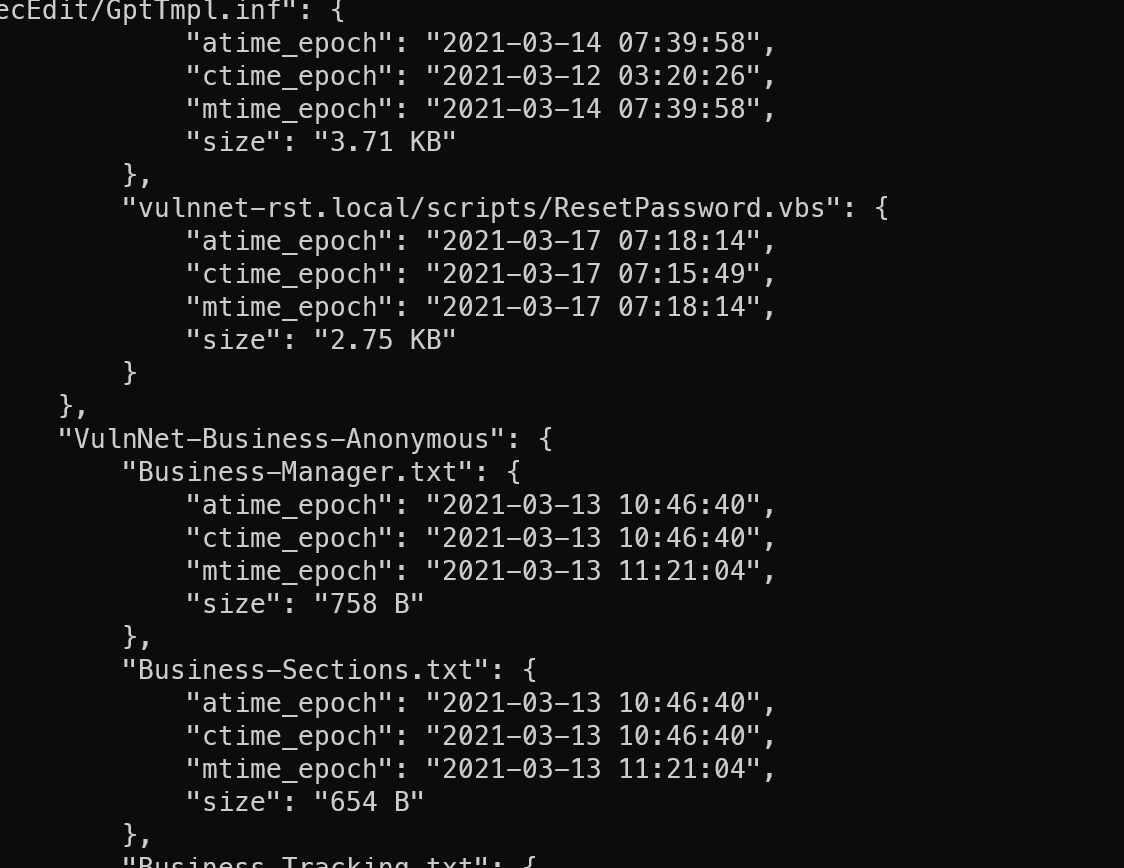 ecEdit/GptTmpl.inf": {
"atime_epoch": "2021-03-14 07:39:58",
"ctime_epoch": "2021-03-12 03:20:26",
"mtime_epoch": "2021-03-14 07:39:58",
"size": "3.71 KB"
},
"vulnnet-rst.local/scripts/ResetPassword.vbs": {
"atime_epoch": "2021-03-17 07:18:14",
"ctime_epoch": "2021-03-17 07:15:49",
"mtime_epoch": "2021-03-17 07:18:14",
"size": "2.75 KB"
}
},
"VulnNet-Business-Anonymous": {
"Business-Manager.txt": {
"atime_epoch": "2021-03-13 10:46:40",
"ctime_epoch": "2021-03-13 10:46:40",
"mtime_epoch": "2021-03-13 11:21:04",
"size": "758 B"
},
"Business-Sections.txt": {
"atime_epoch": "2021-03-13 10:46:40",
"ctime_epoch": "2021-03-13 10:46:40",
"mtime_epoch": "2021-03-13 11:21:04",
"size": "654 B"
},
"Business-Tracking.txt": {